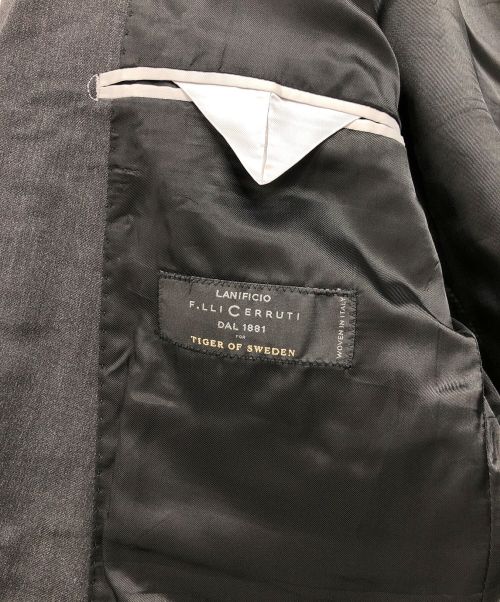 LANIFICIO
F.LLI CERRUTI
DAL 1881
FOR
TIGER OF SWEDEN
WOVEN IN ITALY